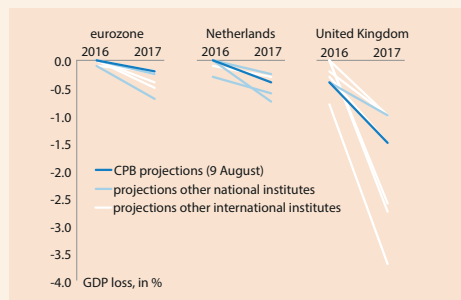 eurozone Netherlands United Kingdom
2016 2017 2016 2017 2016 2017
0.0
-0.5
-1.0
-1.5
-2.0
-2.5
-3.0
-3.5
-4.0
CPB projections (9 August)
projections other national institutes
projections other international institutes
GDP loss, in %